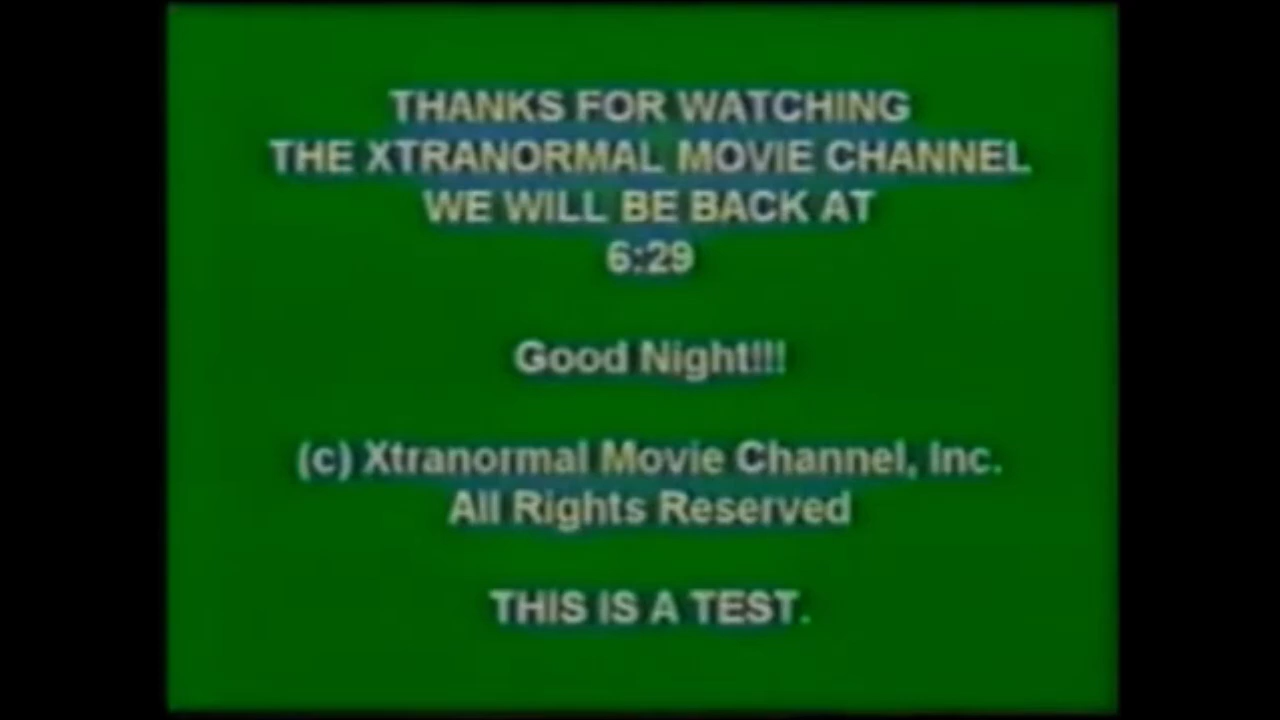 THANKS FOR WATCHING
THE XTRANORMAL MOVIE CHANNEL
WE WILL BE BACK AT
6:29
Good Night!!!
(c) Xtranormal Movie Channel, Inc.
All Rights Reserved
THIS IS A TEST.